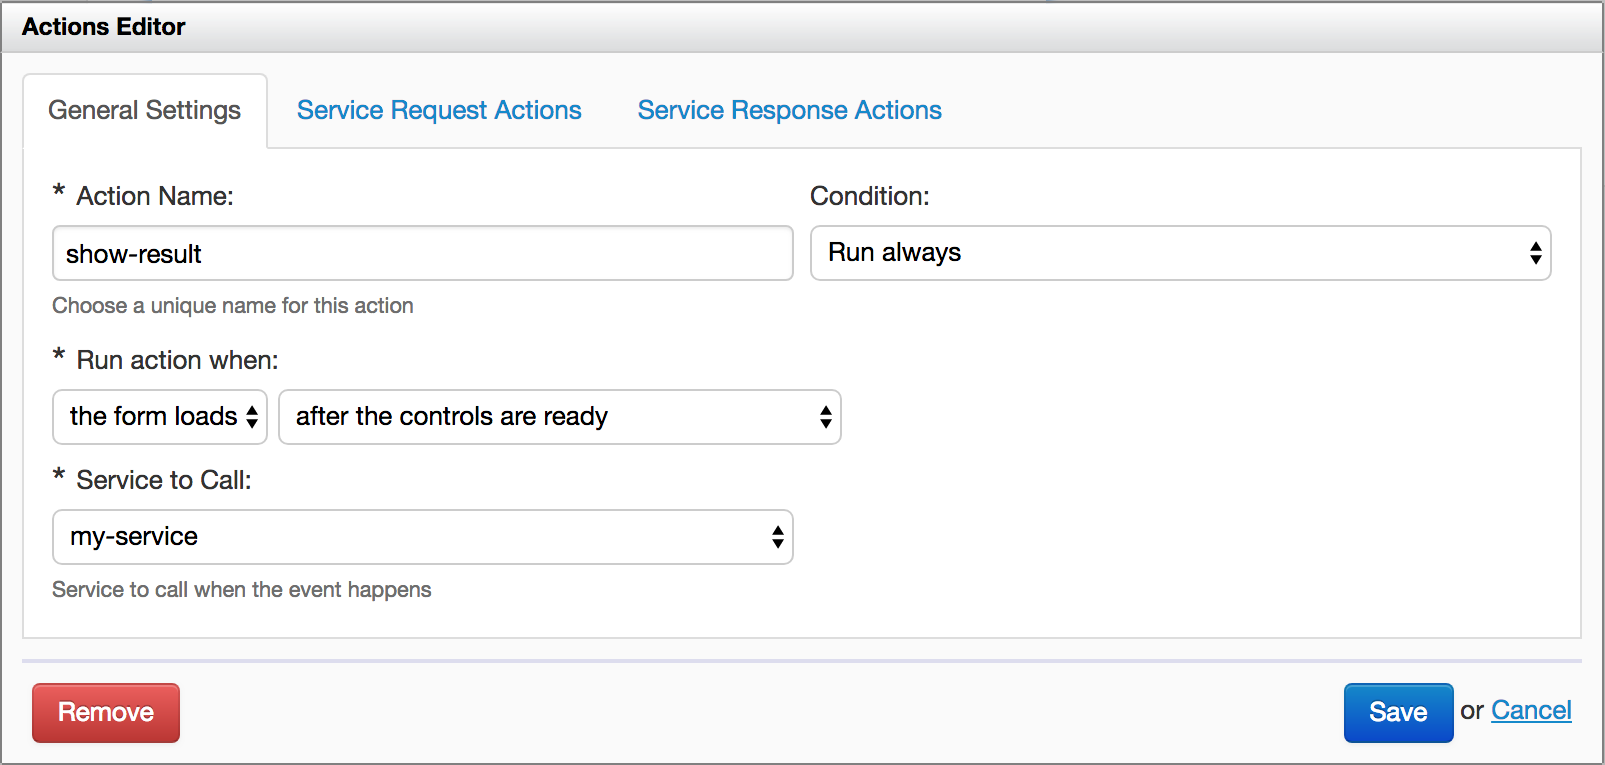 Actions Editor
General Settings Service Request Actions Service Response Actions
* Action Name: Condition:
show-result Run always
Choose a unique name for this action
* Run action when:
the form loads after the controls are ready
* Service to Call:
my-service
Service to call when the event happens
Remove Save or Cancel